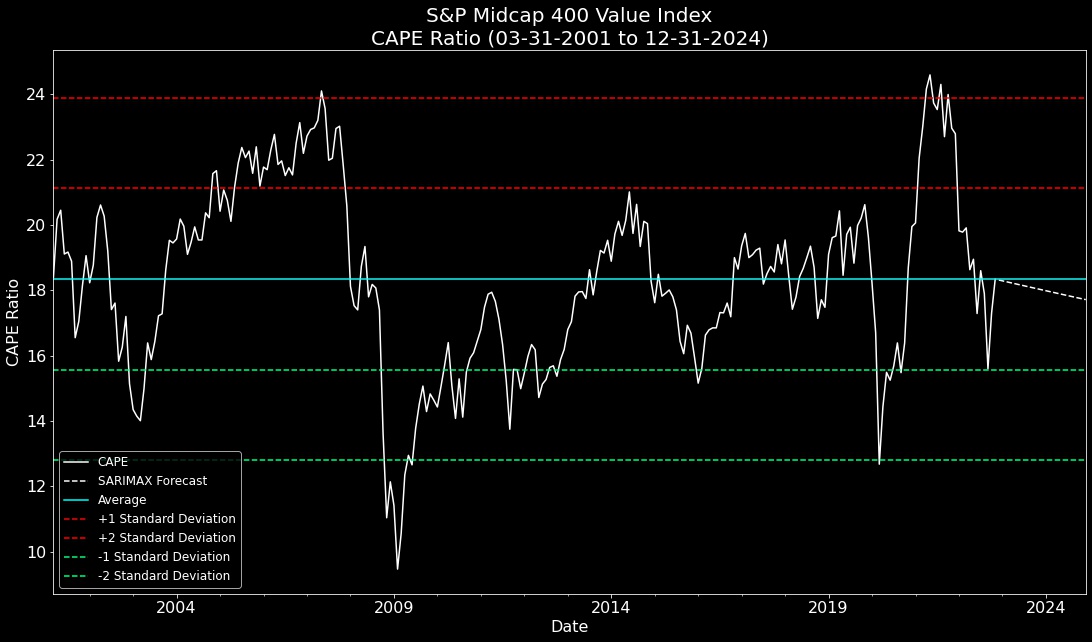 S&P Midcap 400 Value Index
CAPE Ratio (03-31-2001 to 12-31-2024)
CAPE Ratio
24
22
20
18
16
14
12
10
CAPE
SARIMAX Forecast
Average
+1 Standard Deviation
+2 Standard Deviation
-1 Standard Deviation
-2 Standard Deviation
2004
2009
2014
2019
2024
Date